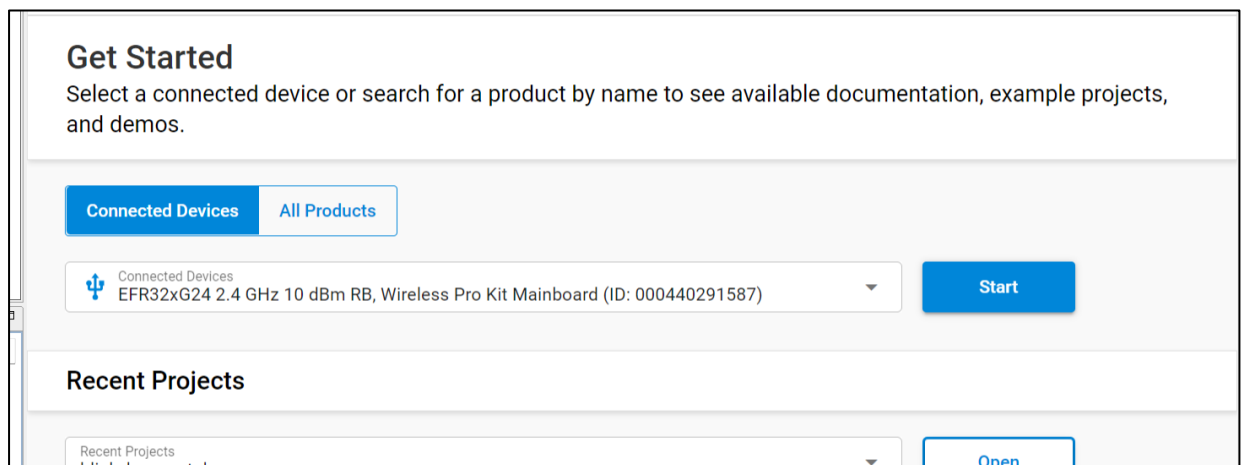 Get Started
Select a connected device or search for a product by name to see available documentation, example projects,
and demos.
Connected Devices
All Products
Connected Devices
EFR32xG24 2.4 GHz 10 dBm RB, Wireless Pro Kit Mainboard (ID: 000440291587)
Start
Recent Projects
Recent Projects
Open